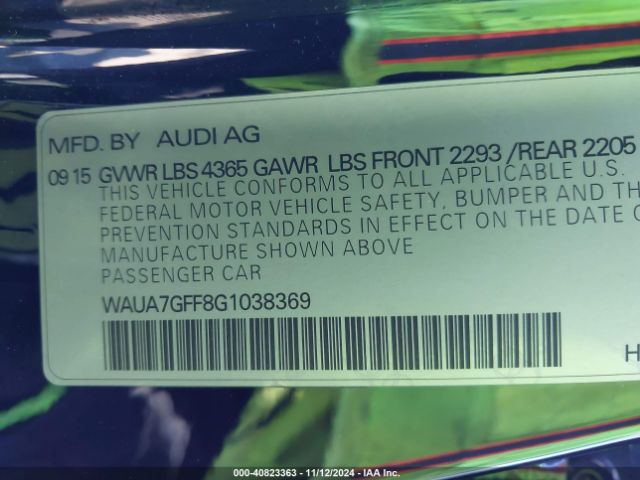 MFD. BY AUDI AG
09 15 GVWR LBS 4365 GAWR LBS FRONT 2293 /REAR 2205
THIS VEHICLE CONFORMS TO ALL APPLICABLE U.S.
FEDERAL MOTOR VEHICLE SAFETY, BUMPER AND THE
PREVENTION STANDARDS IN EFFECT ON THE DATE O
MANUFACTURE SHOWN ABOVE
PASSENGER CAR
WAUA7GFF8G1038369
H
000-40823363 - 11/12/2024 - IAA Inc.